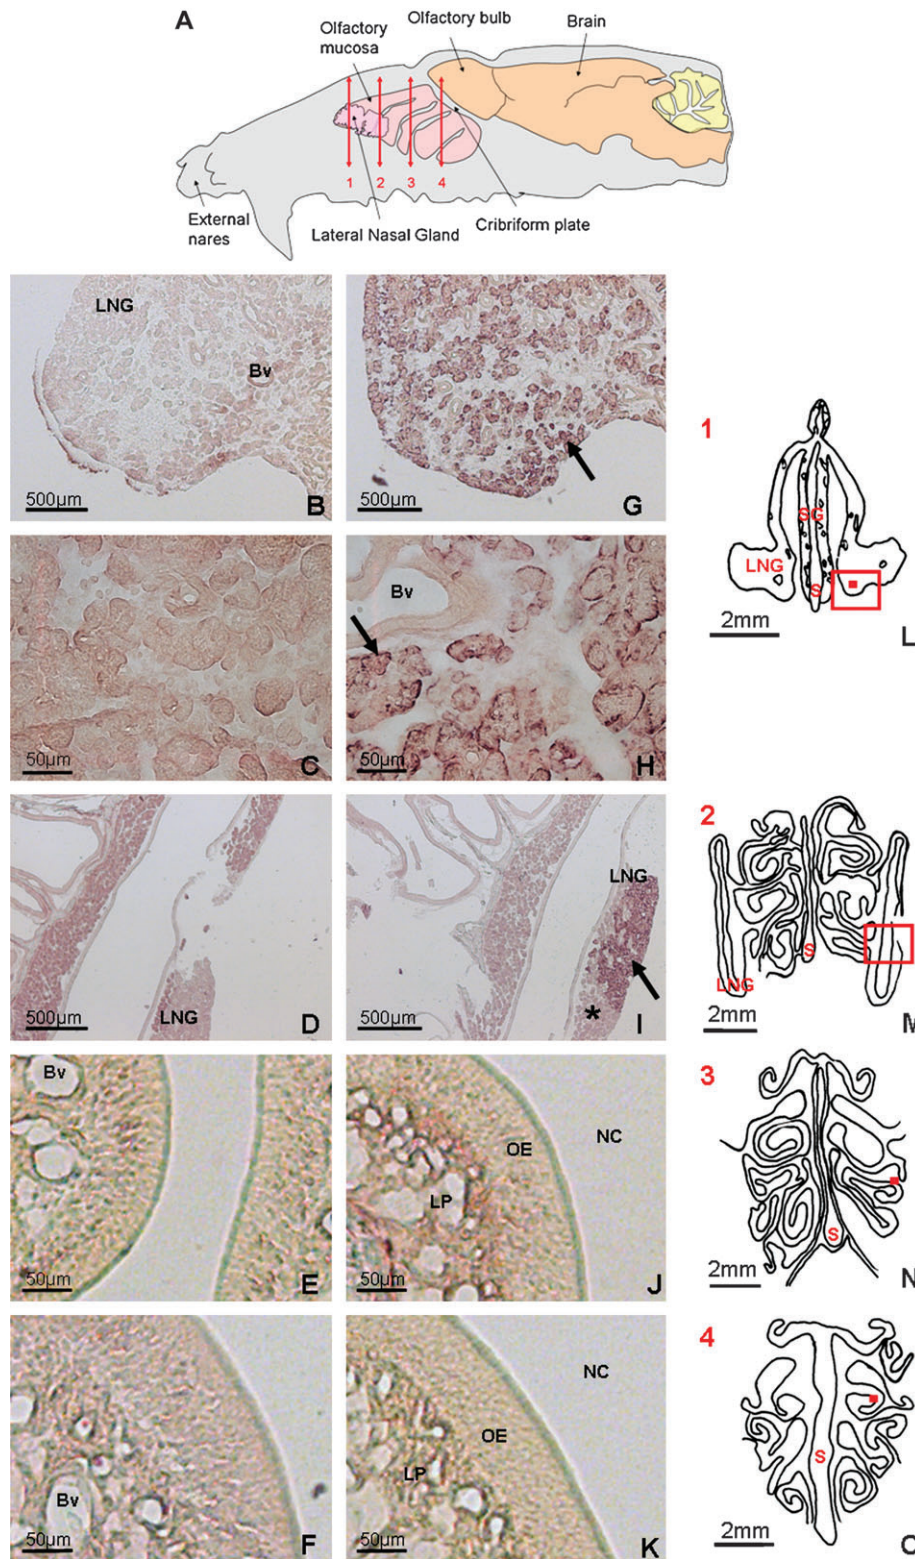 A
Olfactory bulb
Brain
Olfactory
mucosa
1
2
3
4
External
nares
Lateral Nasal Gland
Cribriform plate
LNG
Bv
500µm
B
500µm
G
1
SG
LNG
S
2mm
L
50µm
C
Bv
50µm
H
LNG
500µm
D
LNG
*
500µm
I
2
S
LNG
2mm
M
Bv
50µm
E
OE
NC
LP
50µm
J
3
S
2mm
N
Bv
50µm
F
NC
OE
LP
50µm
K
4
S
2mm
O